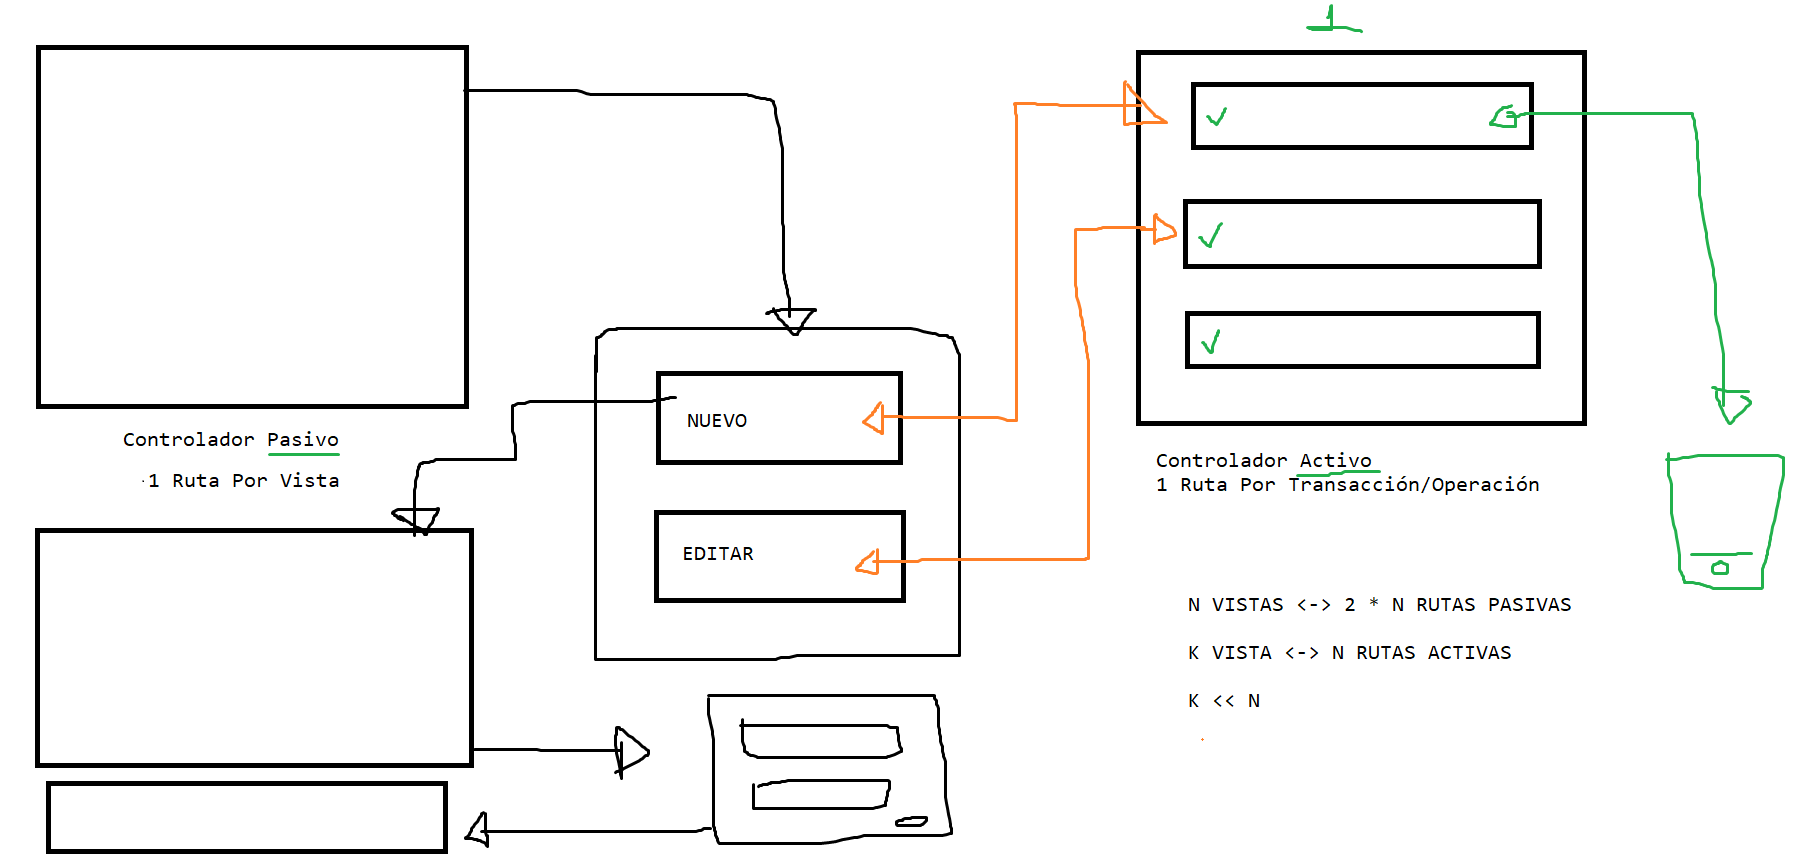 1
NUEVO
EDITAR
Controlador Pasivo
1 Ruta Por Vista
Controlador Activo
1 Ruta Por Transacción/Operación
N VISTAS <-> 2 * N RUTAS PASIVAS
K VISTA <-> N RUTAS ACTIVAS
K << N